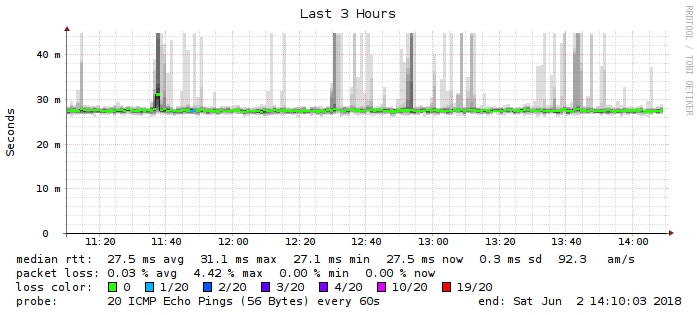 Last 3 Hours
RRDTOOL / TOBI OETIKER
Seconds
40 m
30 m
20 m
10 m
0
11:20 11:40 12:00 12:20 12:40 13:00 13:20 13:40 14:00
median rtt: 27.5 ms avg 31.1 ms max 27.1 ms min 27.5 ms now 0.3 ms sd 92.3 am/s
packet loss: 0.03 % avg 4.42 % max 0.00 % min 0.00 % now
loss color: 0 1/20 2/20 3/20 4/20 10/20 19/20
probe: 20 ICMP Echo Pings (56 Bytes) every 60s end: Sat Jun 2 14:10:03 2018